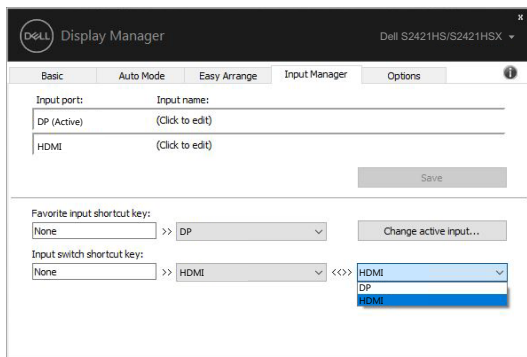 x
DELL Display Manager Dell S2421HS/S2421HSX
Basic Auto Mode Easy Arrange Input Manager Options i
Input port: Input name:
DP (Active) (Click to edit)
HDMI (Click to edit)
Save
Favorite input shortcut key:
None >> DP Change active input...
Input switch shortcut key:
None >> HDMI <<>> HDMI
DP
HDMI